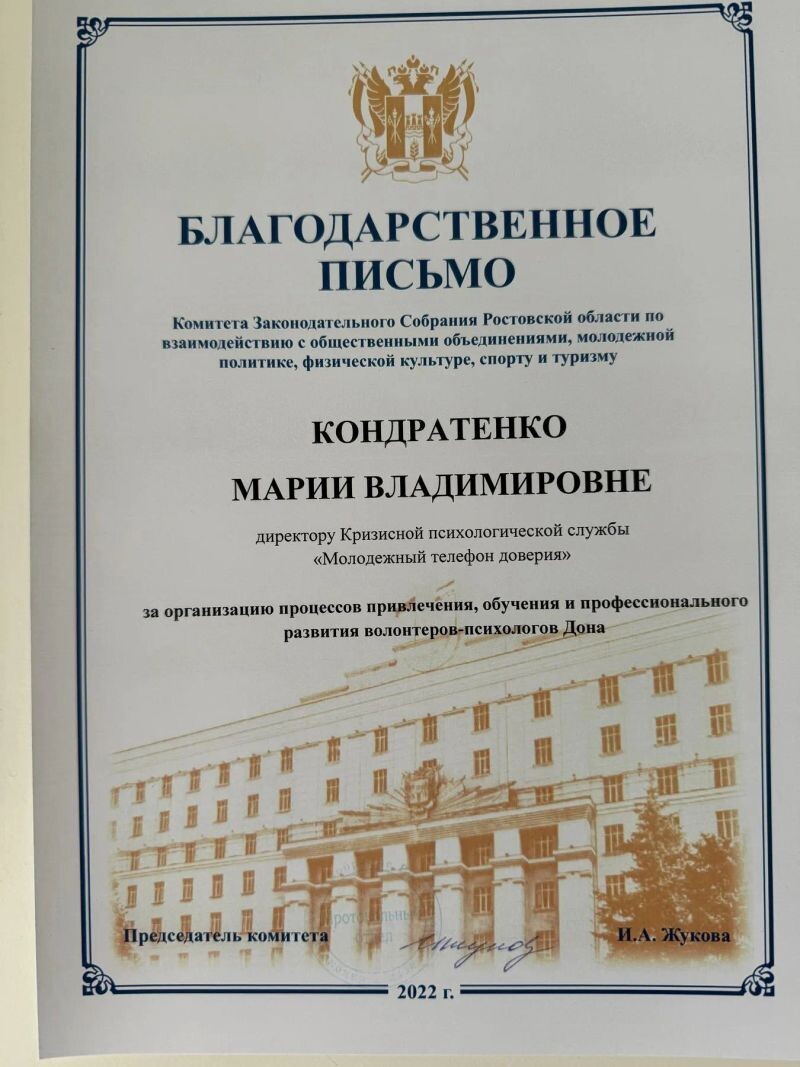 БЛАГОДАРСТВЕННОЕ
ПИСЬМО
Комитета Законодательного Собрания Ростовской области по
взаимодействию с общественными объединениями, молодежной
политике, физической культуре, спорту и туризму
КОНДРАТЕНКО
МАРИИ ВЛАДИМИРОВНЕ
директору Кризисной психологической службы
«Молодежный телефон доверия»
за организацию процессов привлечения, обучения и профессионального
развития волонтеров-психологов Дона
Председатель комитета
И.А. Жукова
2022 г.